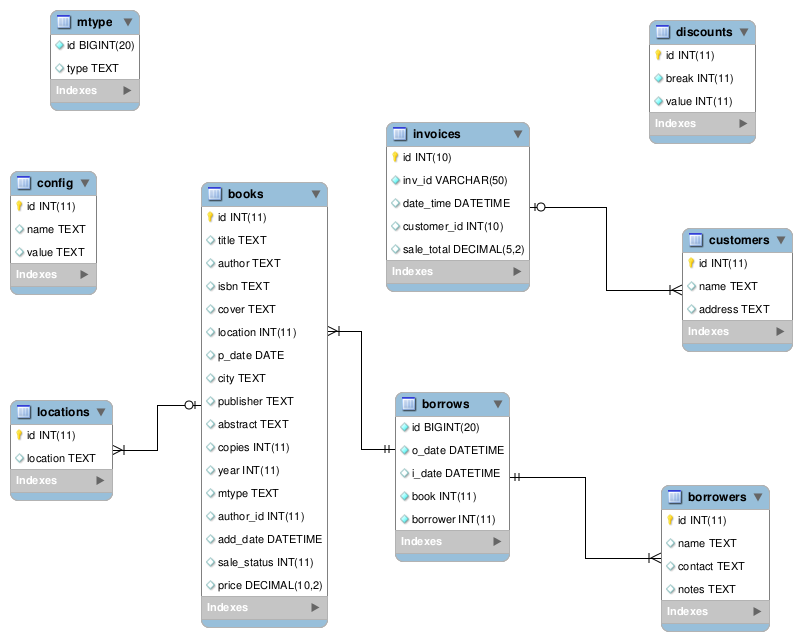 mtype
id BIGINT(20)
type TEXT
Indexes
discounts
id INT(11)
break INT(11)
value INT(11)
Indexes
invoices
id INT(10)
inv_id VARCHAR(50)
date_time DATETIME
customer_id INT(10)
sale_total DECIMAL(5,2)
Indexes
config
id INT(11)
name TEXT
value TEXT
Indexes
books
id INT(11)
title TEXT
author TEXT
isbn TEXT
cover TEXT
location INT(11)
p_date DATE
city TEXT
publisher TEXT
abstract TEXT
copies INT(11)
year INT(11)
mtype TEXT
author_id INT(11)
add_date DATETIME
sale_status INT(11)
price DECIMAL(10,2)
Indexes
customers
id INT(11)
name TEXT
address TEXT
Indexes
locations
id INT(11)
location TEXT
Indexes
borrows
id BIGINT(20)
o_date DATETIME
i_date DATETIME
book INT(11)
borrower INT(11)
Indexes
borrowers
id INT(11)
name TEXT
contact TEXT
notes TEXT
Indexes